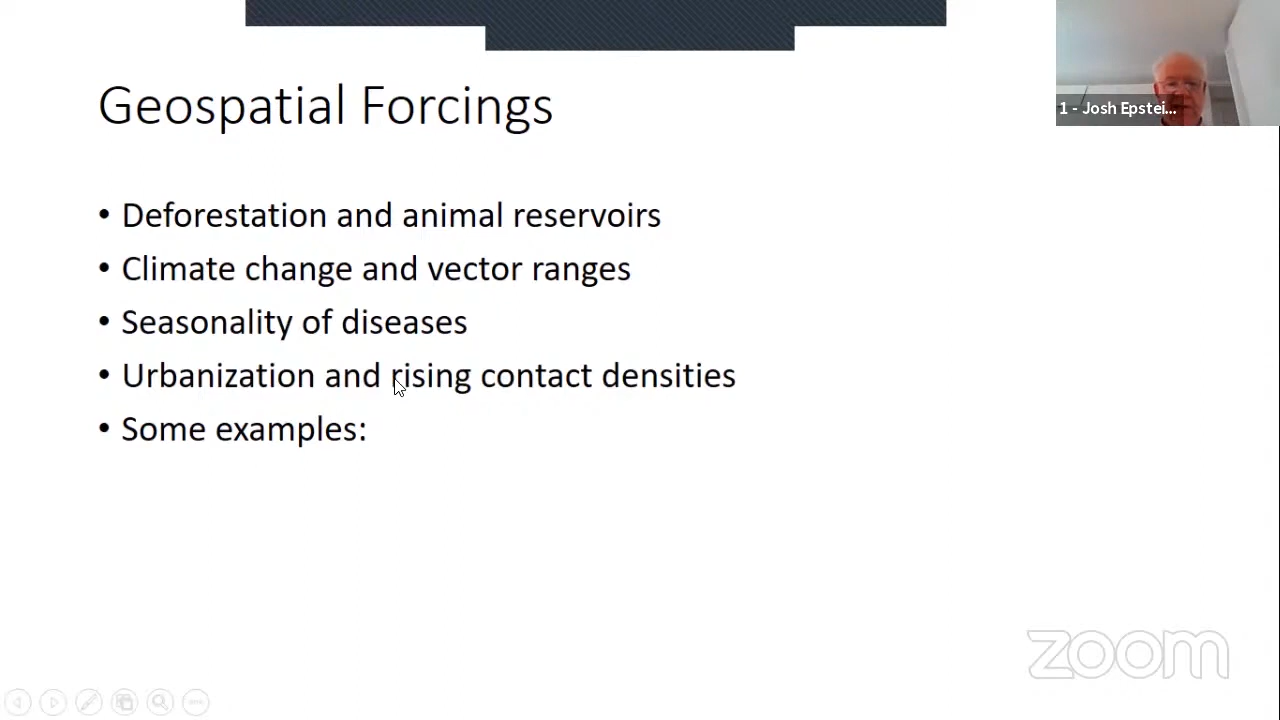 Geospatial Forcings
1 - Josh Epstei...
• Deforestation and animal reservoirs
• Climate change and vector ranges
• Seasonality of diseases
• Urbanization and rising contact densities
• Some examples:
zoom